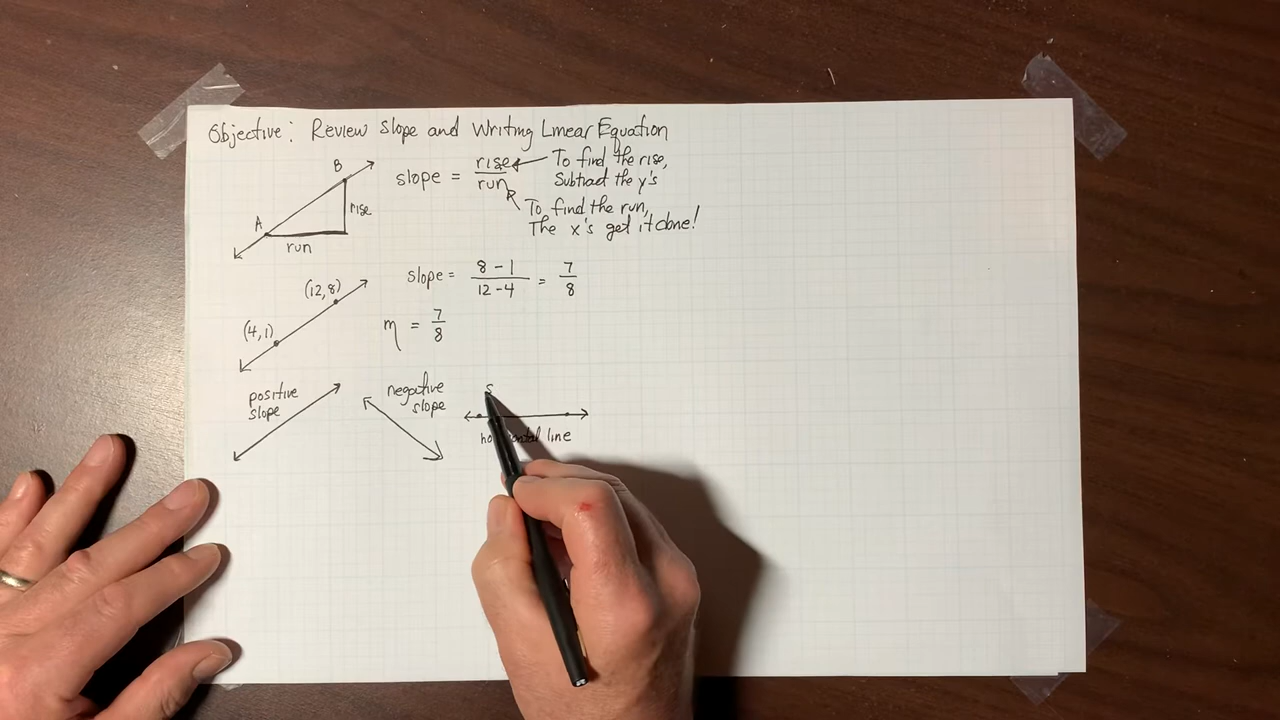 Objective: Review Slope and Writing Linear Equation
B
A
rise
run
slope = rise/run
To find the rise,
Subtract the y's
To find the run,
The x's get it done!
(12,8)
(4,1)
slope = 8-1/12-4 = 7/8
m = 7/8
positive
slope
negative
slope
s
line